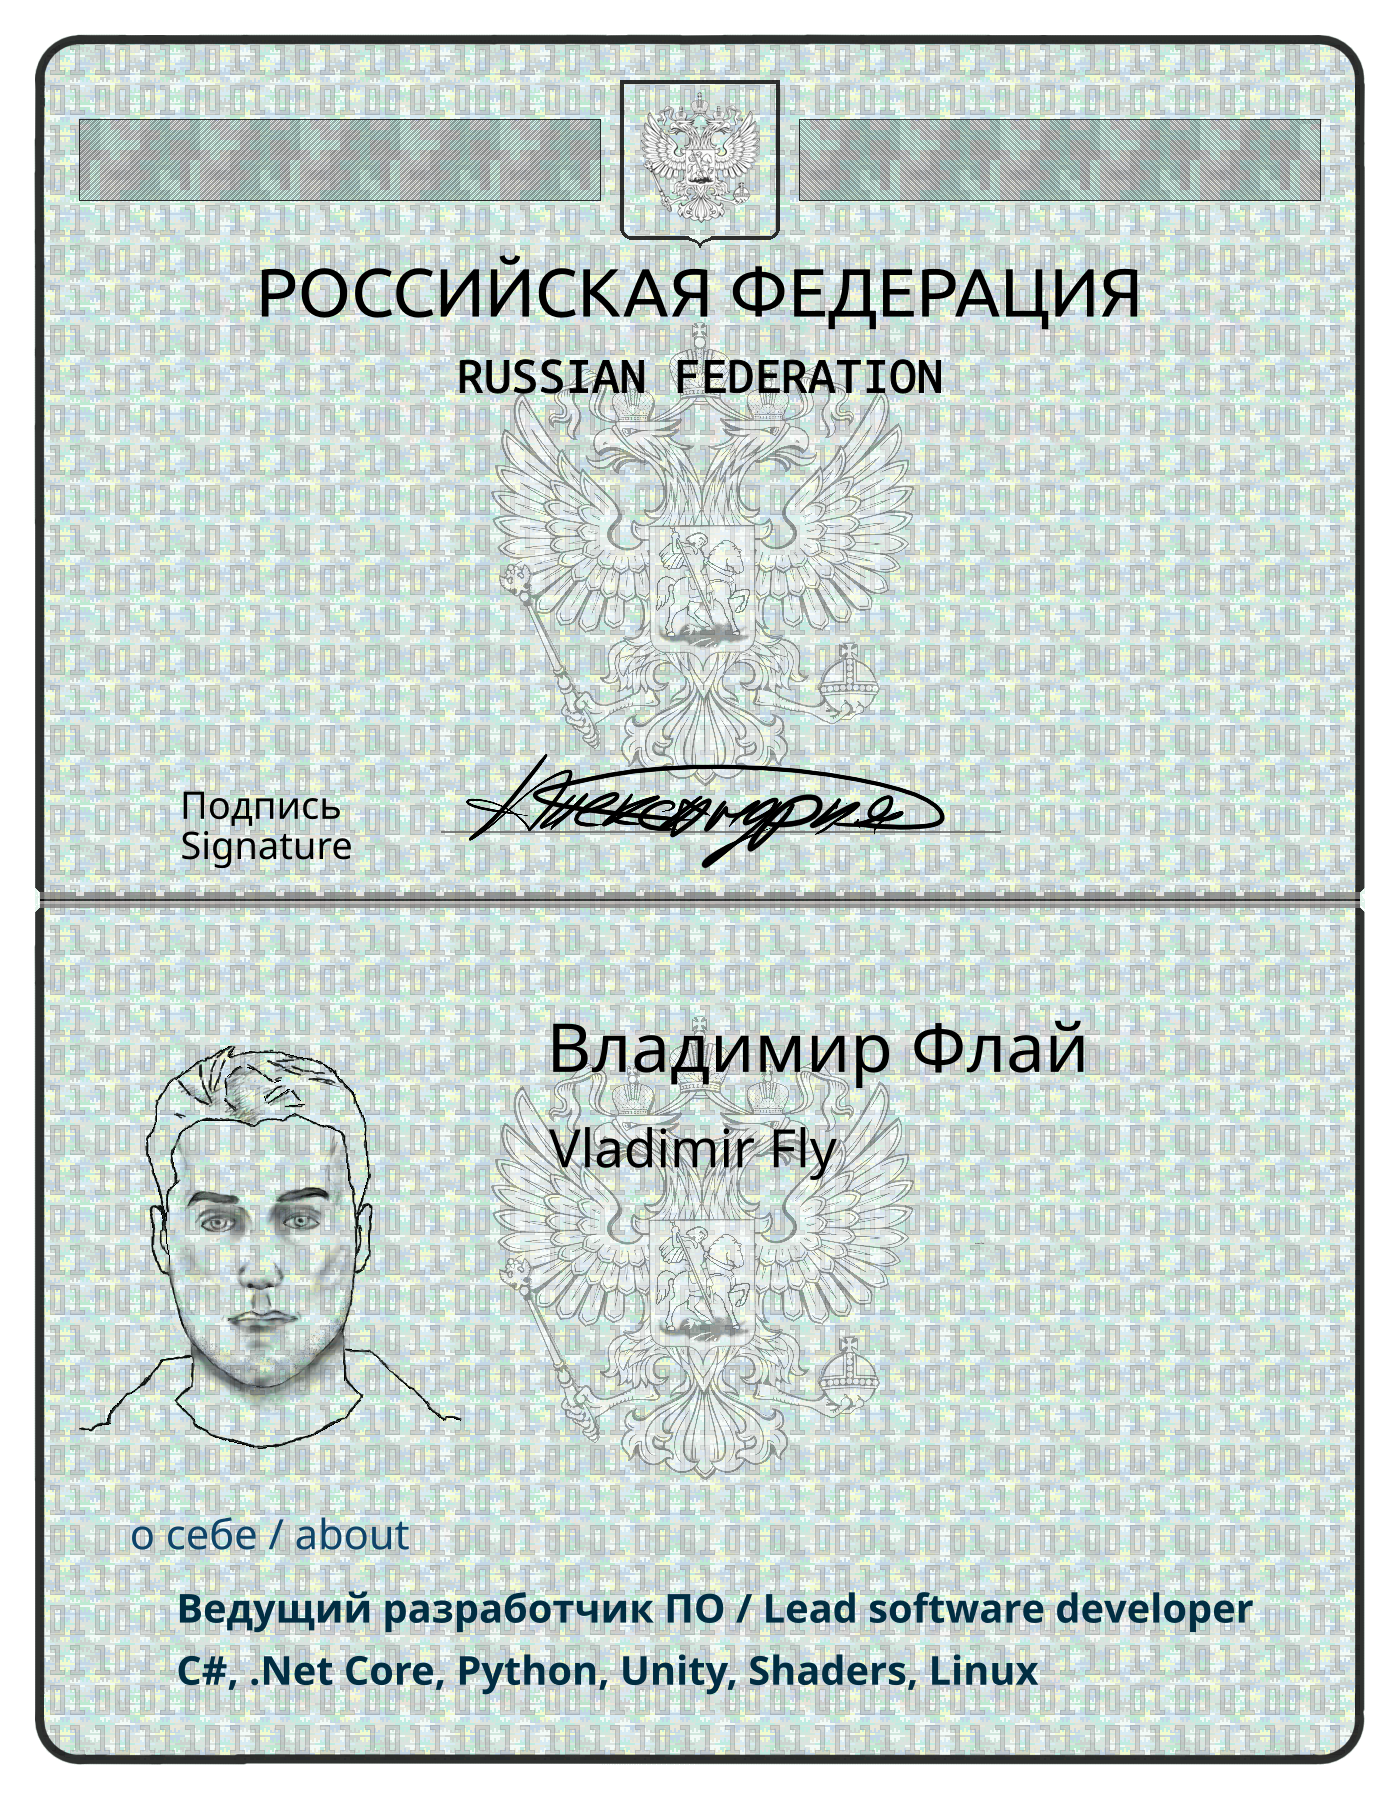 РОССИЙСКАЯ ФЕДЕРАЦИЯ
RUSSIAN FEDERATION
Подпись
Signature
Владимир Флай
Vladimir Fly
о себе / about
Ведущий разработчик ПО / Lead software developer
C#, .Net Core, Python, Unity, Shaders, Linux